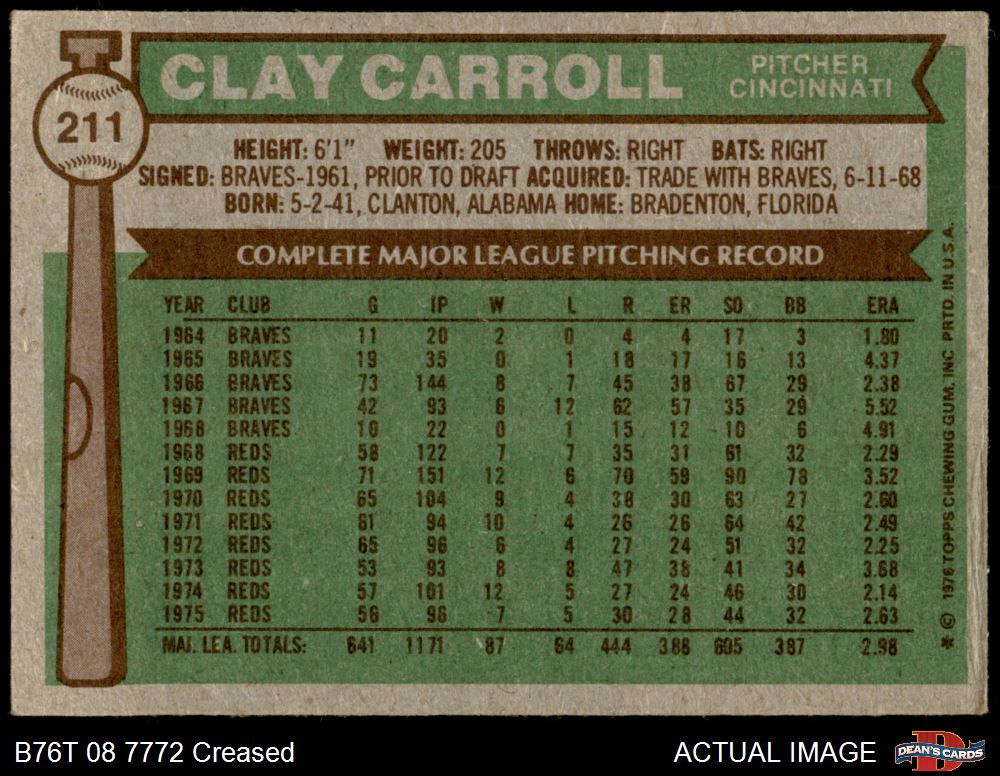 CLAY CARROLL PITCHER CINCINNATI
211
HEIGHT: 6'1" WEIGHT: 205 THROWS: RIGHT BATS: RIGHT
SIGNED: BRAVES-1961, PRIOR TO DRAFT ACQUIRED: TRADE WITH BRAVES, 6-11-68
BORN: 5-2-41, CLANTON, ALABAMA HOME: BRADENTON, FLORIDA
COMPLETE MAJOR LEAGUE PITCHING RECORD
YEAR CLUB G IP W L R ER SO BB ERA
1964 BRAVES 11 20 2 0 4 4 17 3 1.80
1965 BRAVES 19 35 0 1 18 17 16 13 4.37
1966 BRAVES 73 144 8 7 45 38 67 29 2.38
1967 BRAVES 42 93 6 12 62 57 35 29 5.52
1968 BRAVES 10 22 0 1 15 12 10 6 4.91
1968 REDS 58 122 7 7 35 31 61 32 2.29
1969 REDS 71 151 12 6 70 59 90 78 3.52
1970 REDS 65 104 9 4 38 30 63 27 2.60
1971 REDS 61 94 10 4 26 26 64 42 2.49
1972 REDS 65 96 6 4 27 24 51 32 2.25
1973 REDS 53 93 8 8 47 38 41 34 3.68
1974 REDS 57 101 12 5 27 24 46 30 2.14
1975 REDS 56 96 7 5 30 28 44 32 2.63
MAJ. LEA. TOTALS: 641 1171 87 64 444 388 605 387 2.98
* © 1976 TOPPS CHEWING GUM, INC PRTD. IN U.S.A.
B76T 08 7772 Creased
ACTUAL IMAGE
DEAN'S CARDS